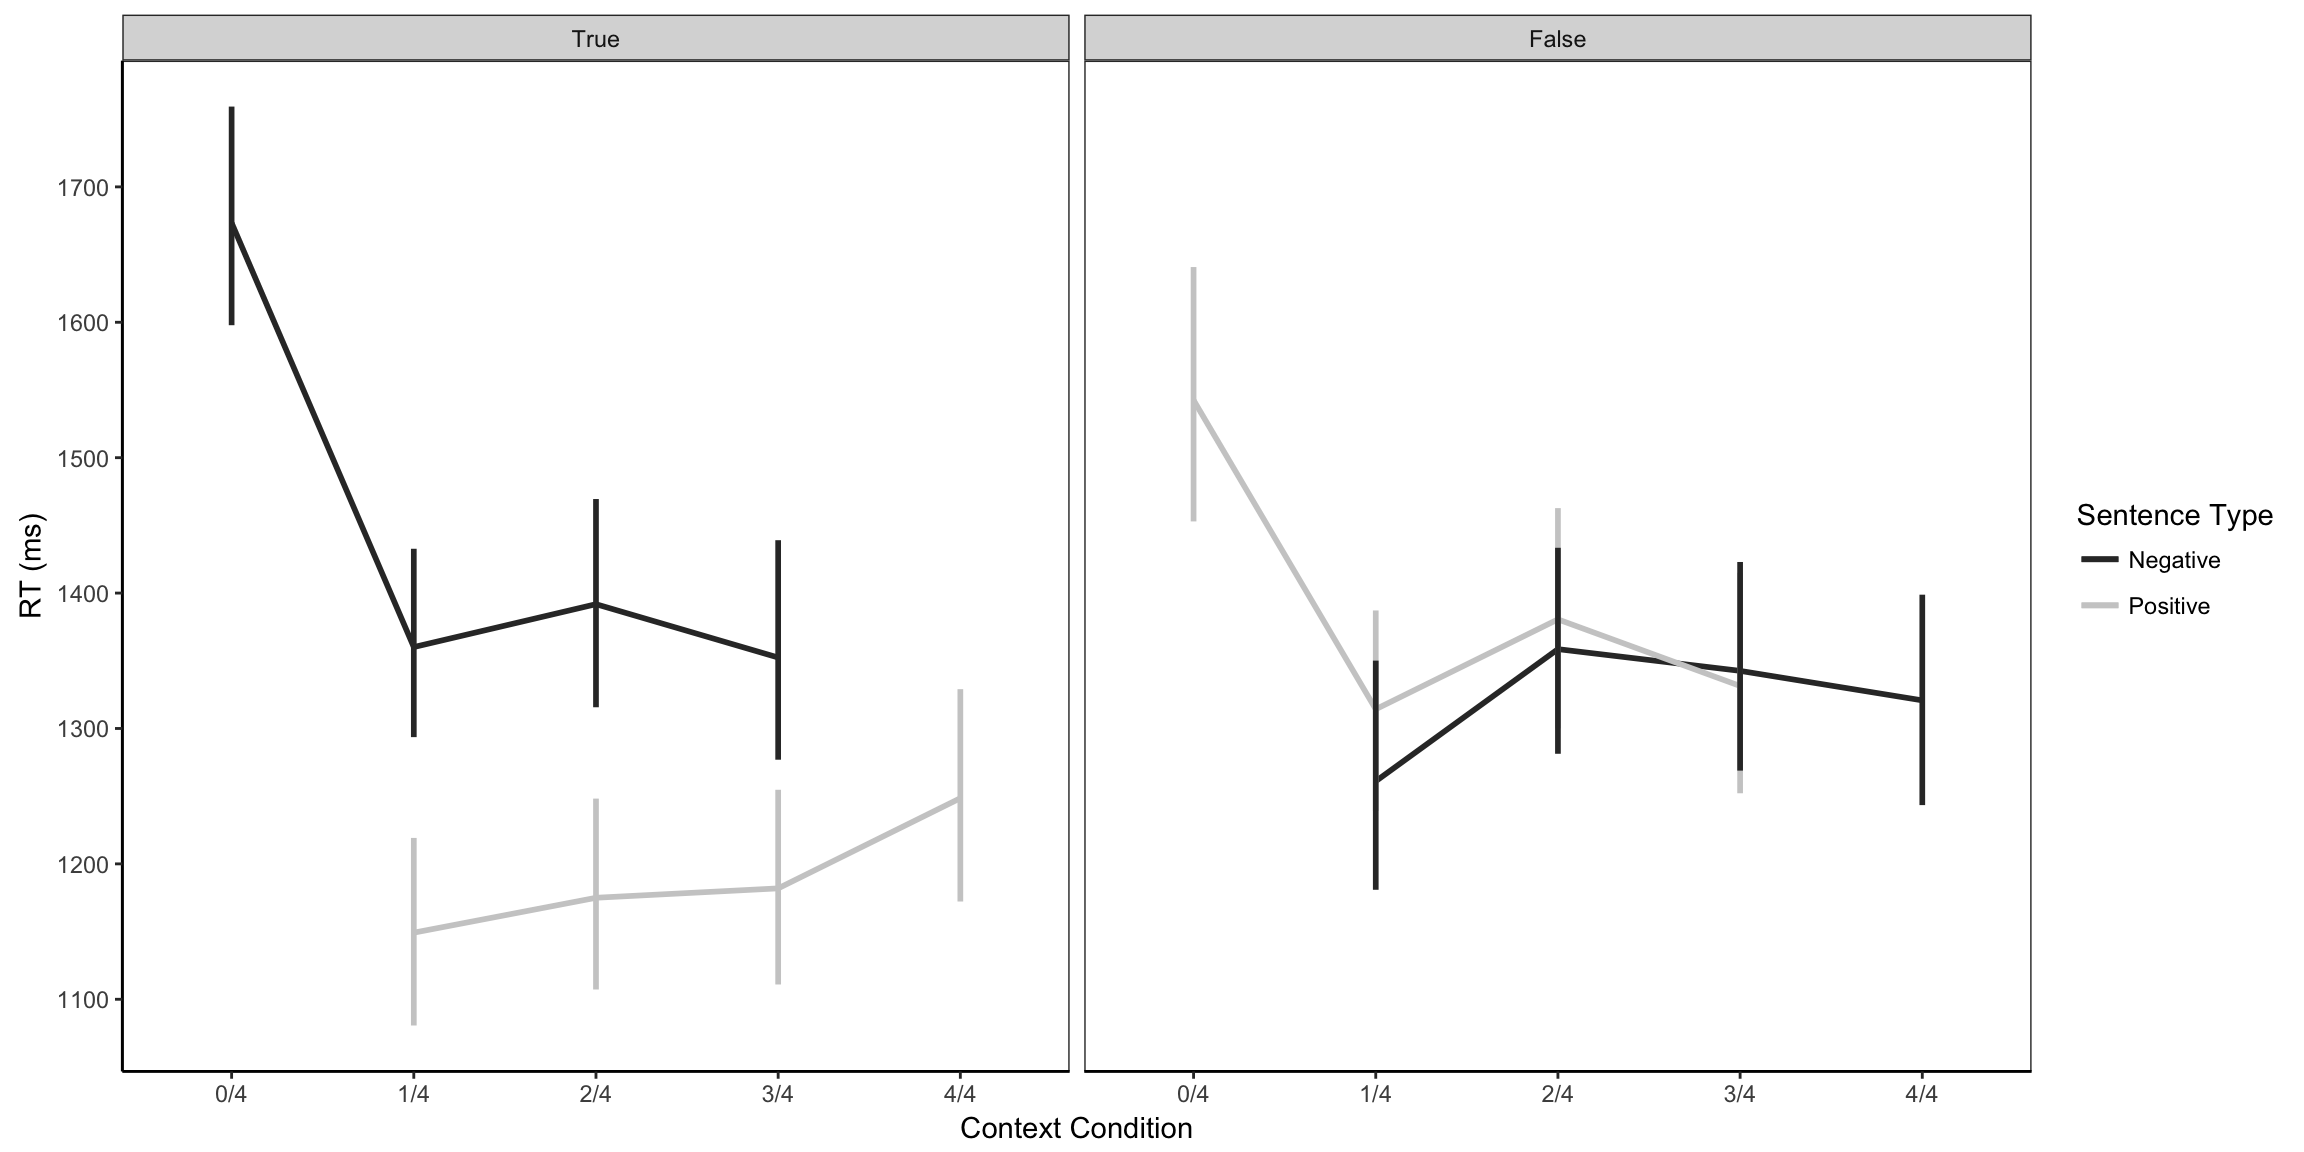 True
False
1700
1600
1500
1400
1300
1200
1100
RT (ms)
0/4 1/4 2/4 3/4 4/4
0/4 1/4 2/4 3/4 4/4
Context Condition
Sentence Type
Negative
Positive